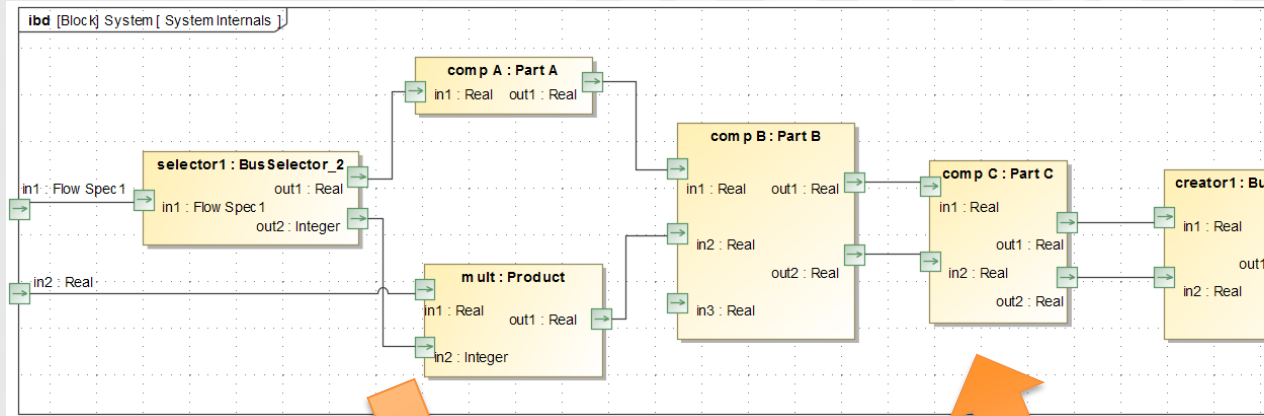 ibd [Block] System [ System Internals ]
comp A : Part A
in1 : Real out1 : Real
comp B : Part B
in1 : Real out1 : Real
in2 : Real
out2 : Real
in3 : Real
selector1 : BusSelector_2
out1 : Real
in1 : Flow Spec1
out2 : Integer
in1 : Flow Spec1
in2 : Real
mult : Product
in1 : Real
out1 : Real
in2 : Integer
comp C : Part C
in1 : Real
out1 : Real
in2 : Real
out2 : Real
creator1 : Bu
in1 : Real
out1
in2 : Real